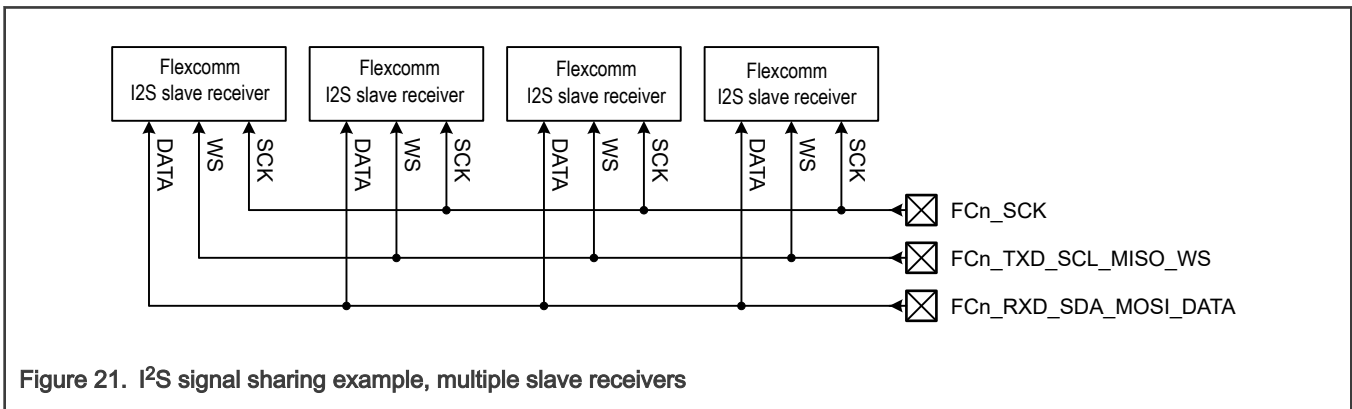 Flexcomm
I2S slave receiver
Flexcomm
I2S slave receiver
Flexcomm
I2S slave receiver
Flexcomm
I2S slave receiver
DATA
WS
SCK
DATA
WS
SCK
DATA
WS
SCK
DATA
WS
SCK
FCn_SCK
FCn_TXD_SCL_MISO_WS
FCn_RXD_SDA_MOSI_DATA
Figure 21. I²S signal sharing example, multiple slave receivers